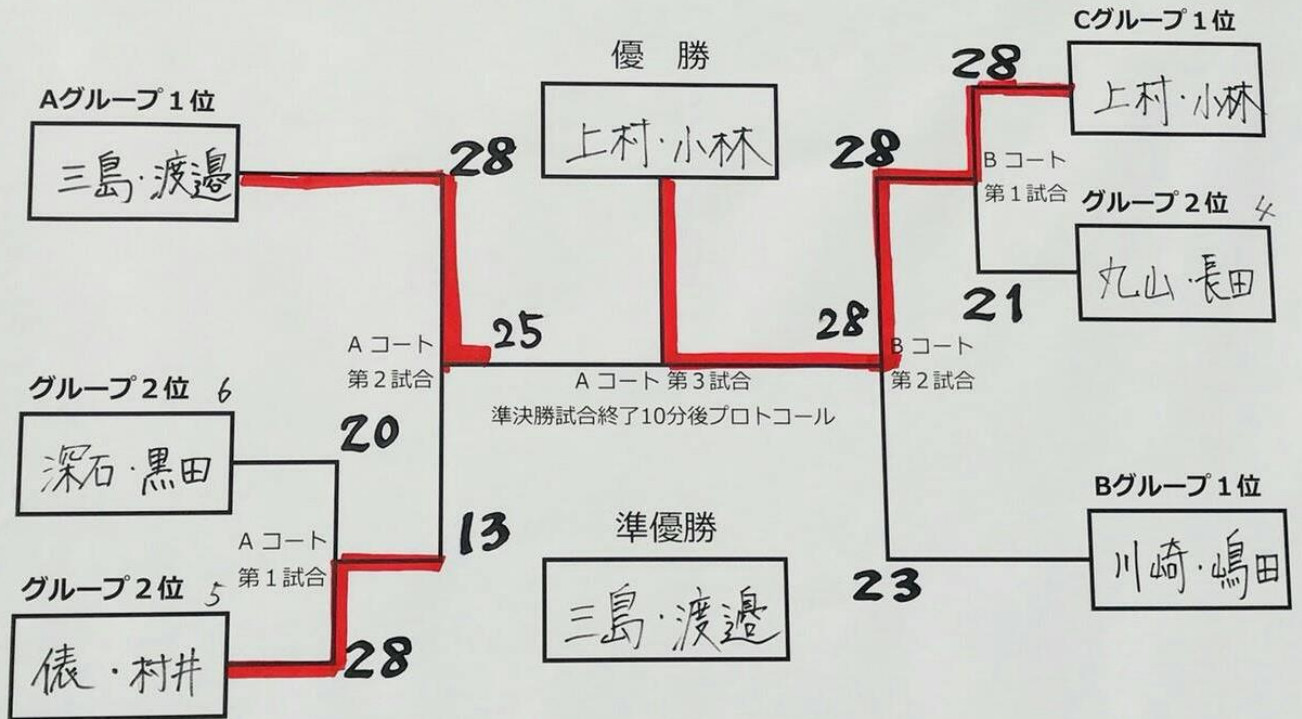 優 勝
上村・小林
Aグループ1位
三島・渡邉
28
グループ2位 6
深石・黒田
20
グループ2位 5
俵・村井
28
Aコート
第1試合
13
Aコート
第2試合
25
Aコート 第3試合
準決勝試合終了10分後プロトコール
28
準優勝
三島・渡邉
Cグループ1位
上村・小林
28
グループ2位 4
丸山・長田
21
Bコート
第1試合
28
Bコート
第2試合
23
Bグループ1位
川崎・嶋田